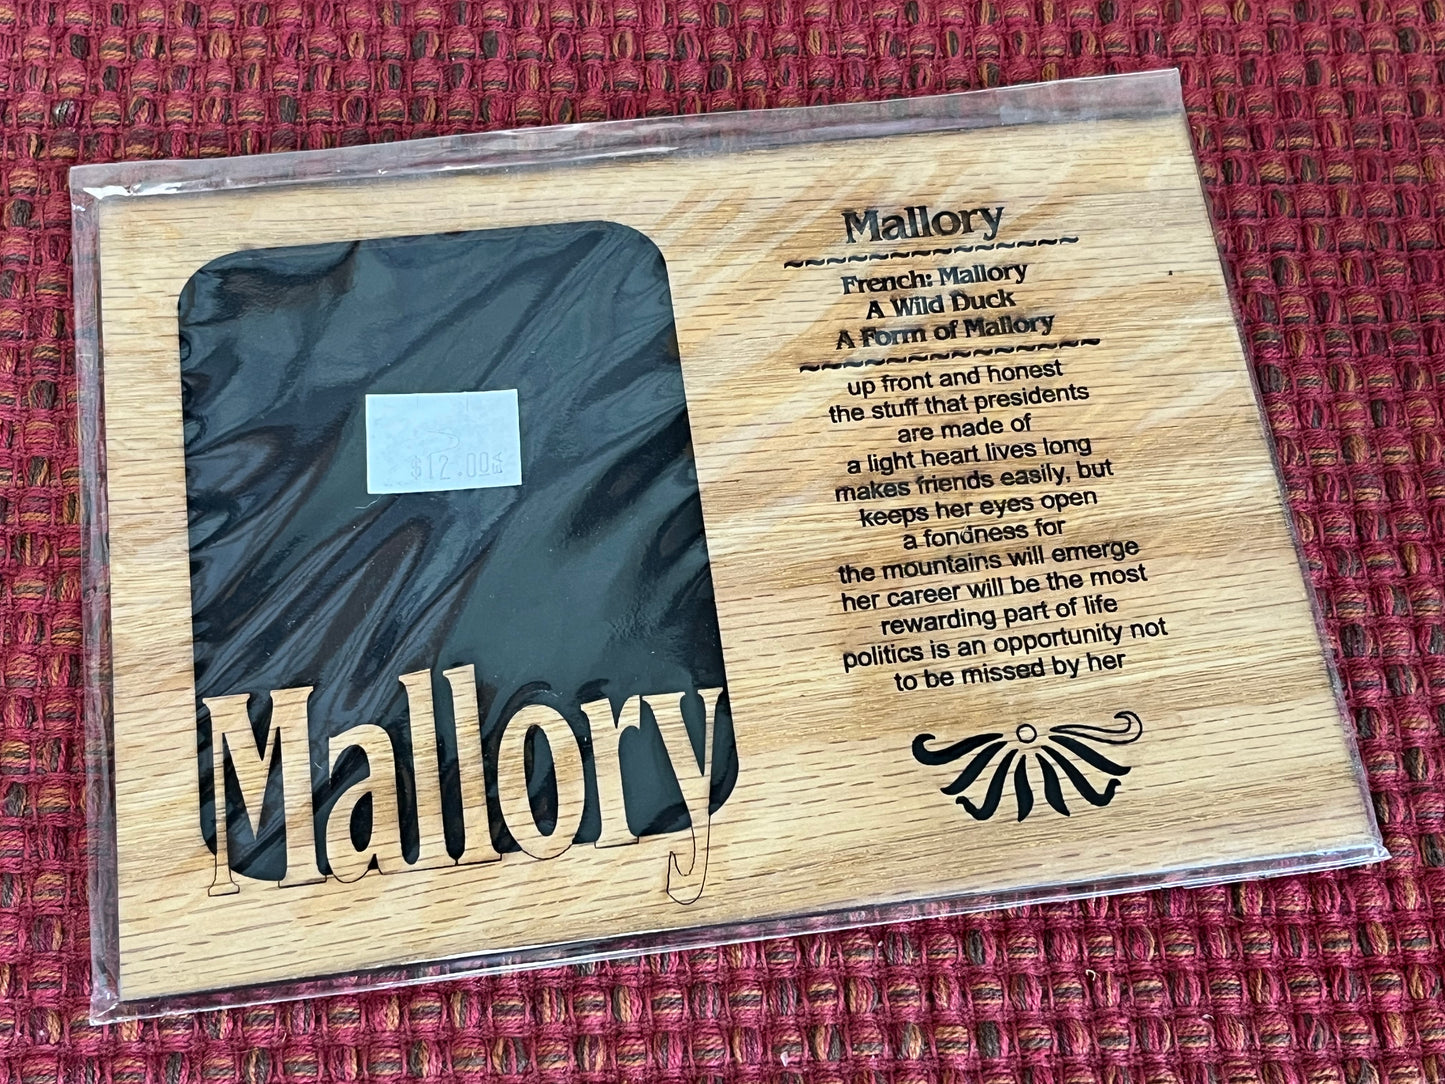 Mallory
~~~~~~~~~~~~~~
French: Mallory
A Wild Duck
A Form of Mallory
~~~~~~~~~~~~~~
up front and honest
the stuff that presidents
are made of
a light heart lives long
makes friends easily, but
keeps her eyes open
a fondness for
the mountains will emerge
her career will be the most
rewarding part of life
politics is an opportunity not
to be missed by her
$12.00 EA
Mallory